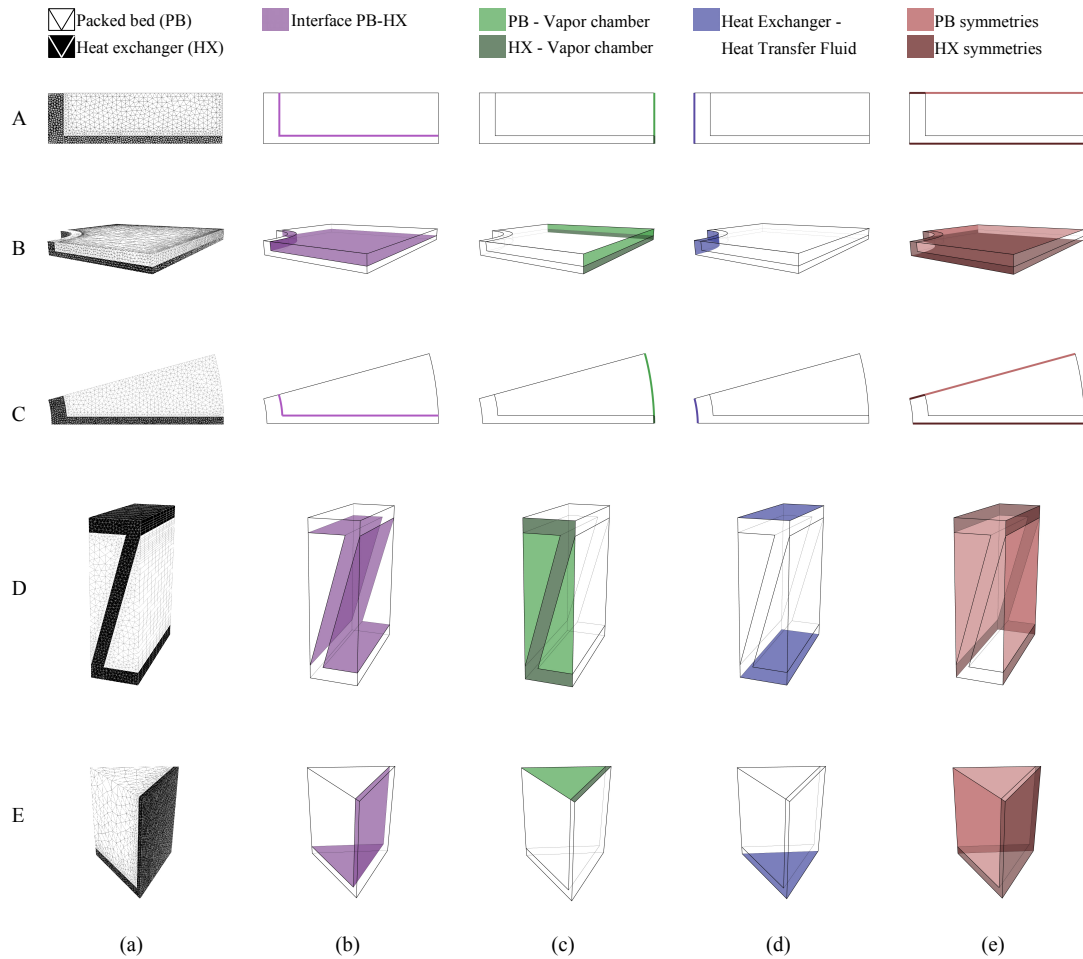 Packed bed (PB)
Heat exchanger (HX)
Interface PB-HX
PB - Vapor chamber
HX - Vapor chamber
Heat Exchanger -
Heat Transfer Fluid
PB symmetries
HX symmetries
A
B
C
D
E
(a) (b) (c) (d) (e)